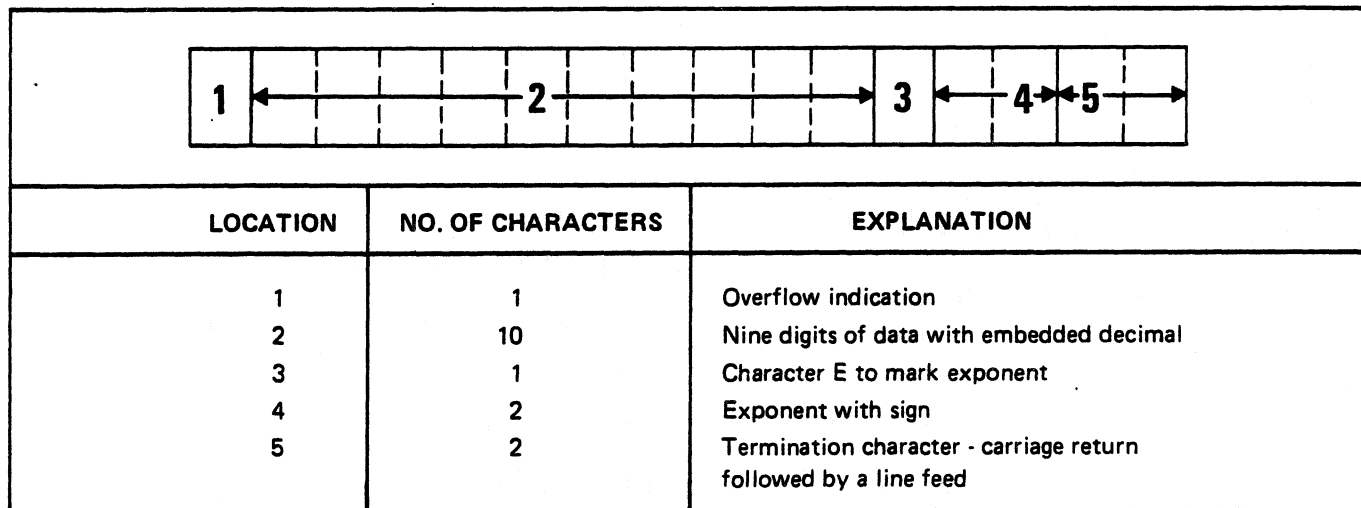 1 2 3 4 5
LOCATION NO. OF CHARACTERS EXPLANATION
1 1 Overflow indication
2 10 Nine digits of data with embedded decimal
3 1 Character E to mark exponent
4 2 Exponent with sign
5 2 Termination character - carriage return
followed by a line feed